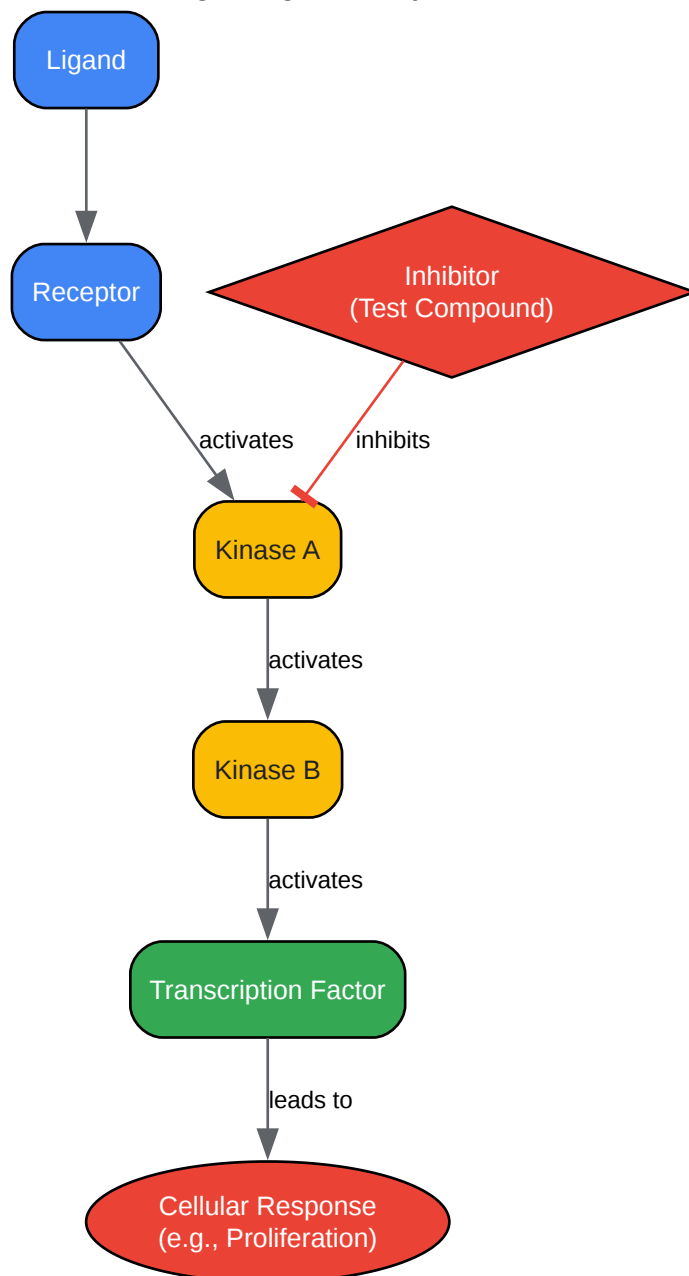 Ligand
Receptor
Inhibitor
(Test Compound)
activates
inhibits
Kinase A
activates
Kinase B
activates
Transcription Factor
leads to
Cellular Response
(e.g., Proliferation)